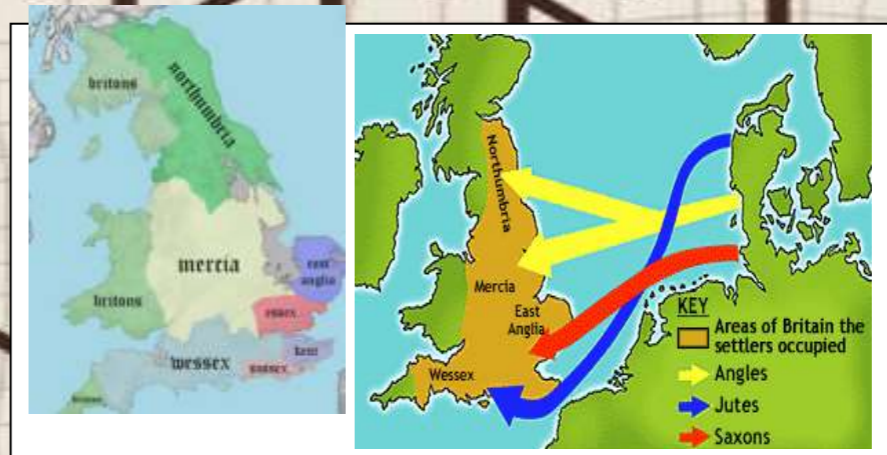 britons
northumbria
mercia
britons
east
anglia
essex
wessex
kent
sussex
Northumbria
Mercia
East
Anglia
Wessex
KEY
Areas of Britain the
settlers occupied
Angles
Jutes
Saxons